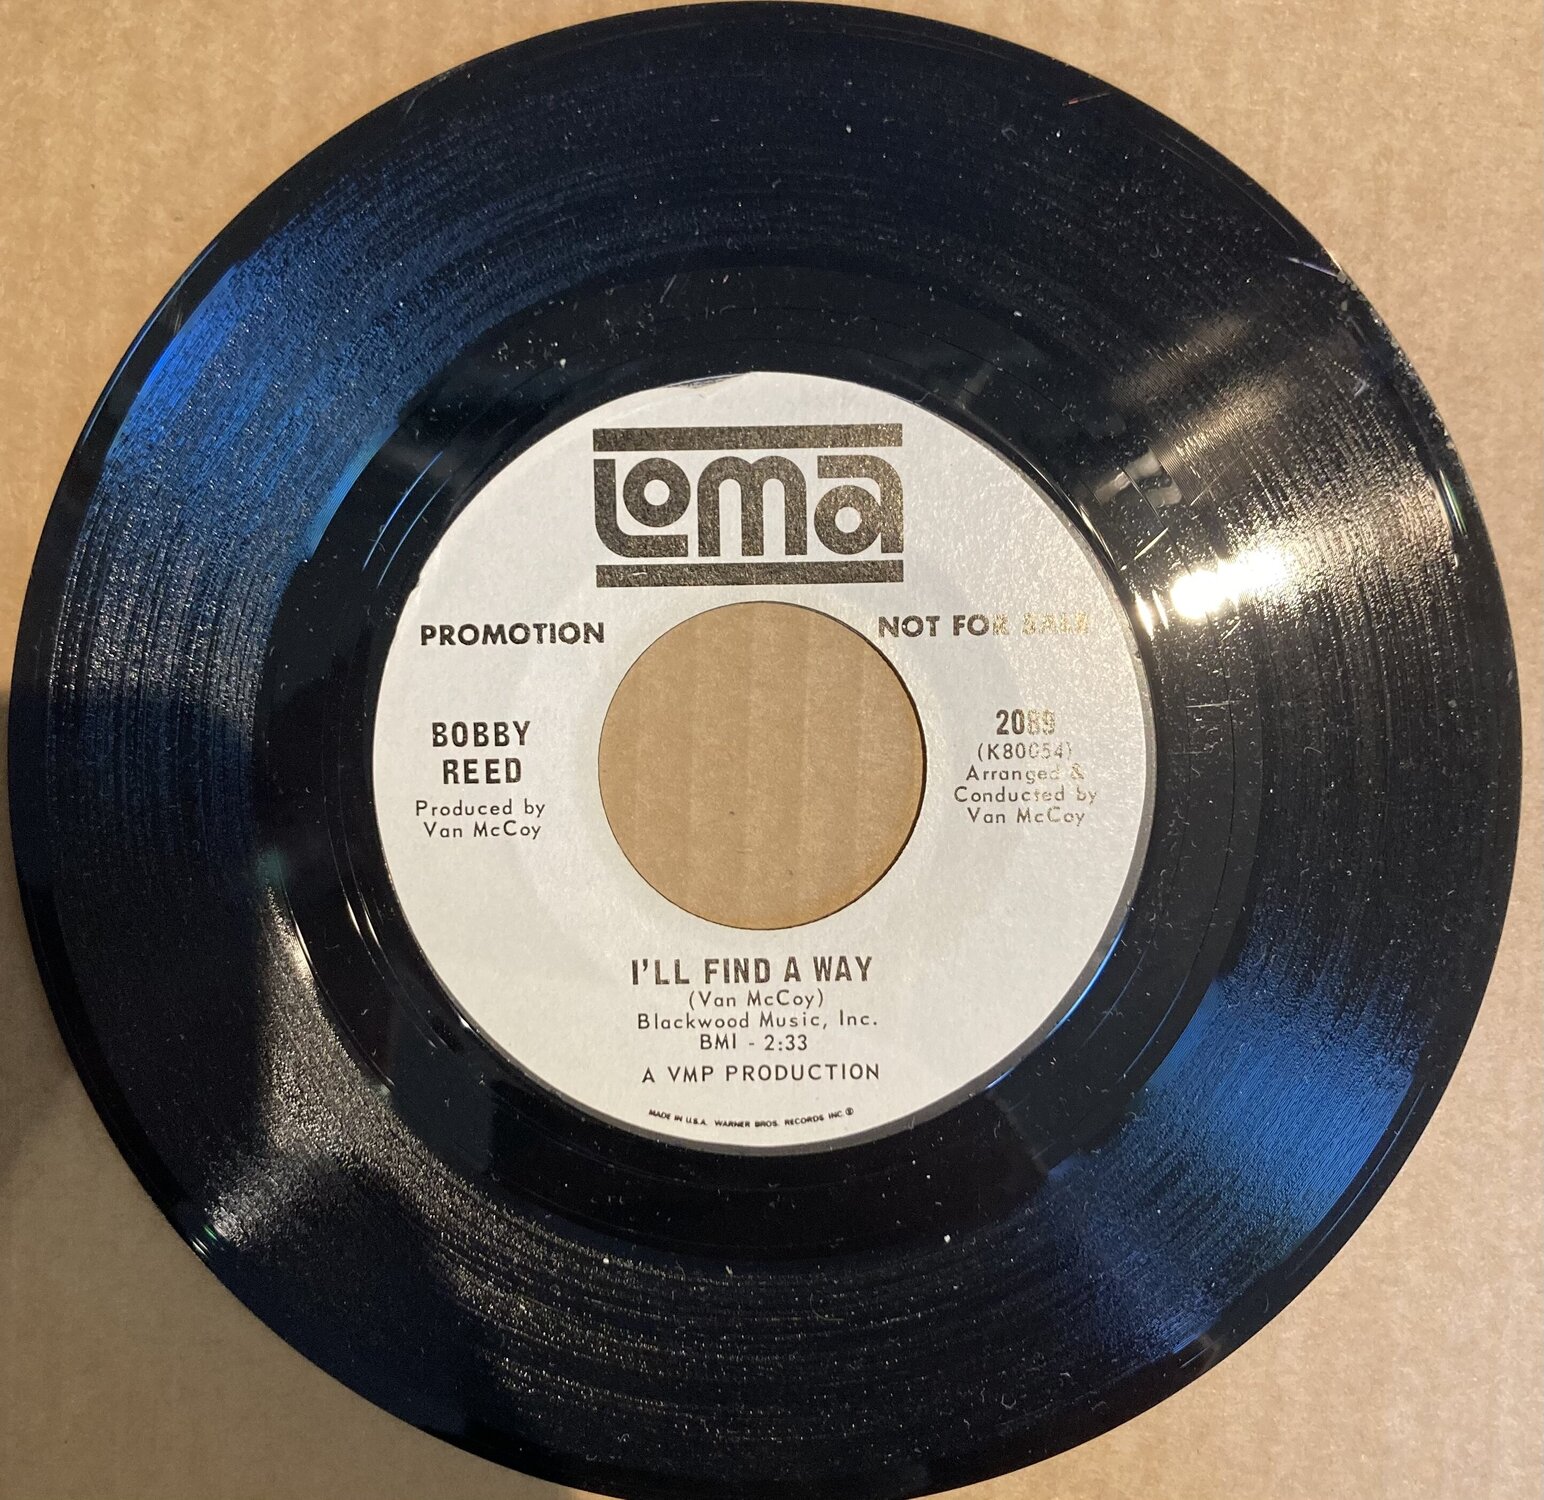 LOMA
PROMOTION
NOT FOR SALE
BOBBY
REED
Produced by
Van McCoy
2089
(K80054)
Arranged &
Conducted by
Van McCoy
I'LL FIND A WAY
(Van McCoy)
Blackwood Music, Inc.
BMI - 2:33
A VMP PRODUCTION
MADE IN U.S.A. WARNER BROS. RECORDS INC. ®